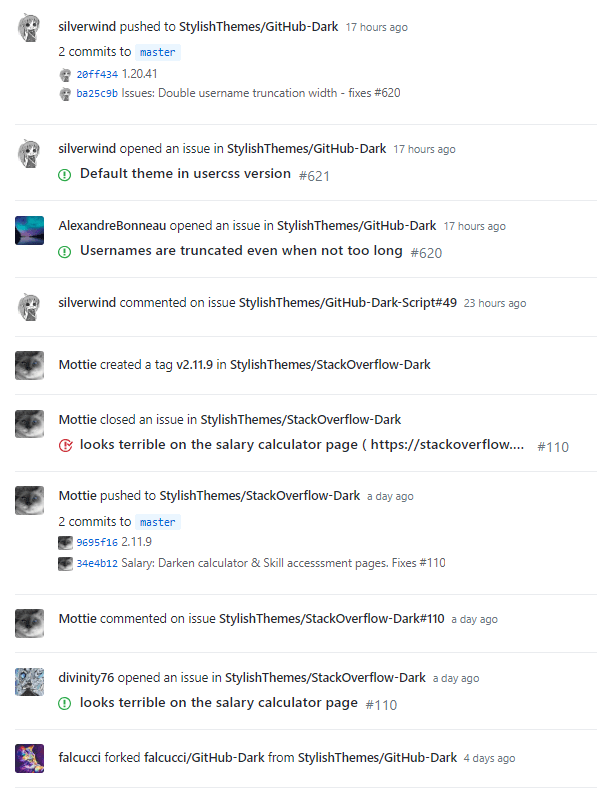 silverwind pushed to StylishThemes/GitHub-Dark 17 hours ago
2 commits to master
20ff434 1.20.41
ba25c9b Issues: Double username truncation width - fixes #620
silverwind opened an issue in StylishThemes/GitHub-Dark 17 hours ago
Default theme in usercss version #621
AlexandreBonneau opened an issue in StylishThemes/GitHub-Dark 17 hours ago
Usernames are truncated even when not too long #620
silverwind commented on issue StylishThemes/GitHub-Dark-Script#49 23 hours ago
Mottie created a tag v2.11.9 in StylishThemes/StackOverflow-Dark
Mottie closed an issue in StylishThemes/StackOverflow-Dark
looks terrible on the salary calculator page ( https://stackoverflow.... #110
Mottie pushed to StylishThemes/StackOverflow-Dark a day ago
2 commits to master
9695f16 2.11.9
34e4b12 Salary: Darken calculator & Skill accesssment pages. Fixes #110
Mottie commented on issue StylishThemes/StackOverflow-Dark#110 a day ago
divinity76 opened an issue in StylishThemes/StackOverflow-Dark a day ago
looks terrible on the salary calculator page #110
falcucci forked falcucci/GitHub-Dark from StylishThemes/GitHub-Dark 4 days ago